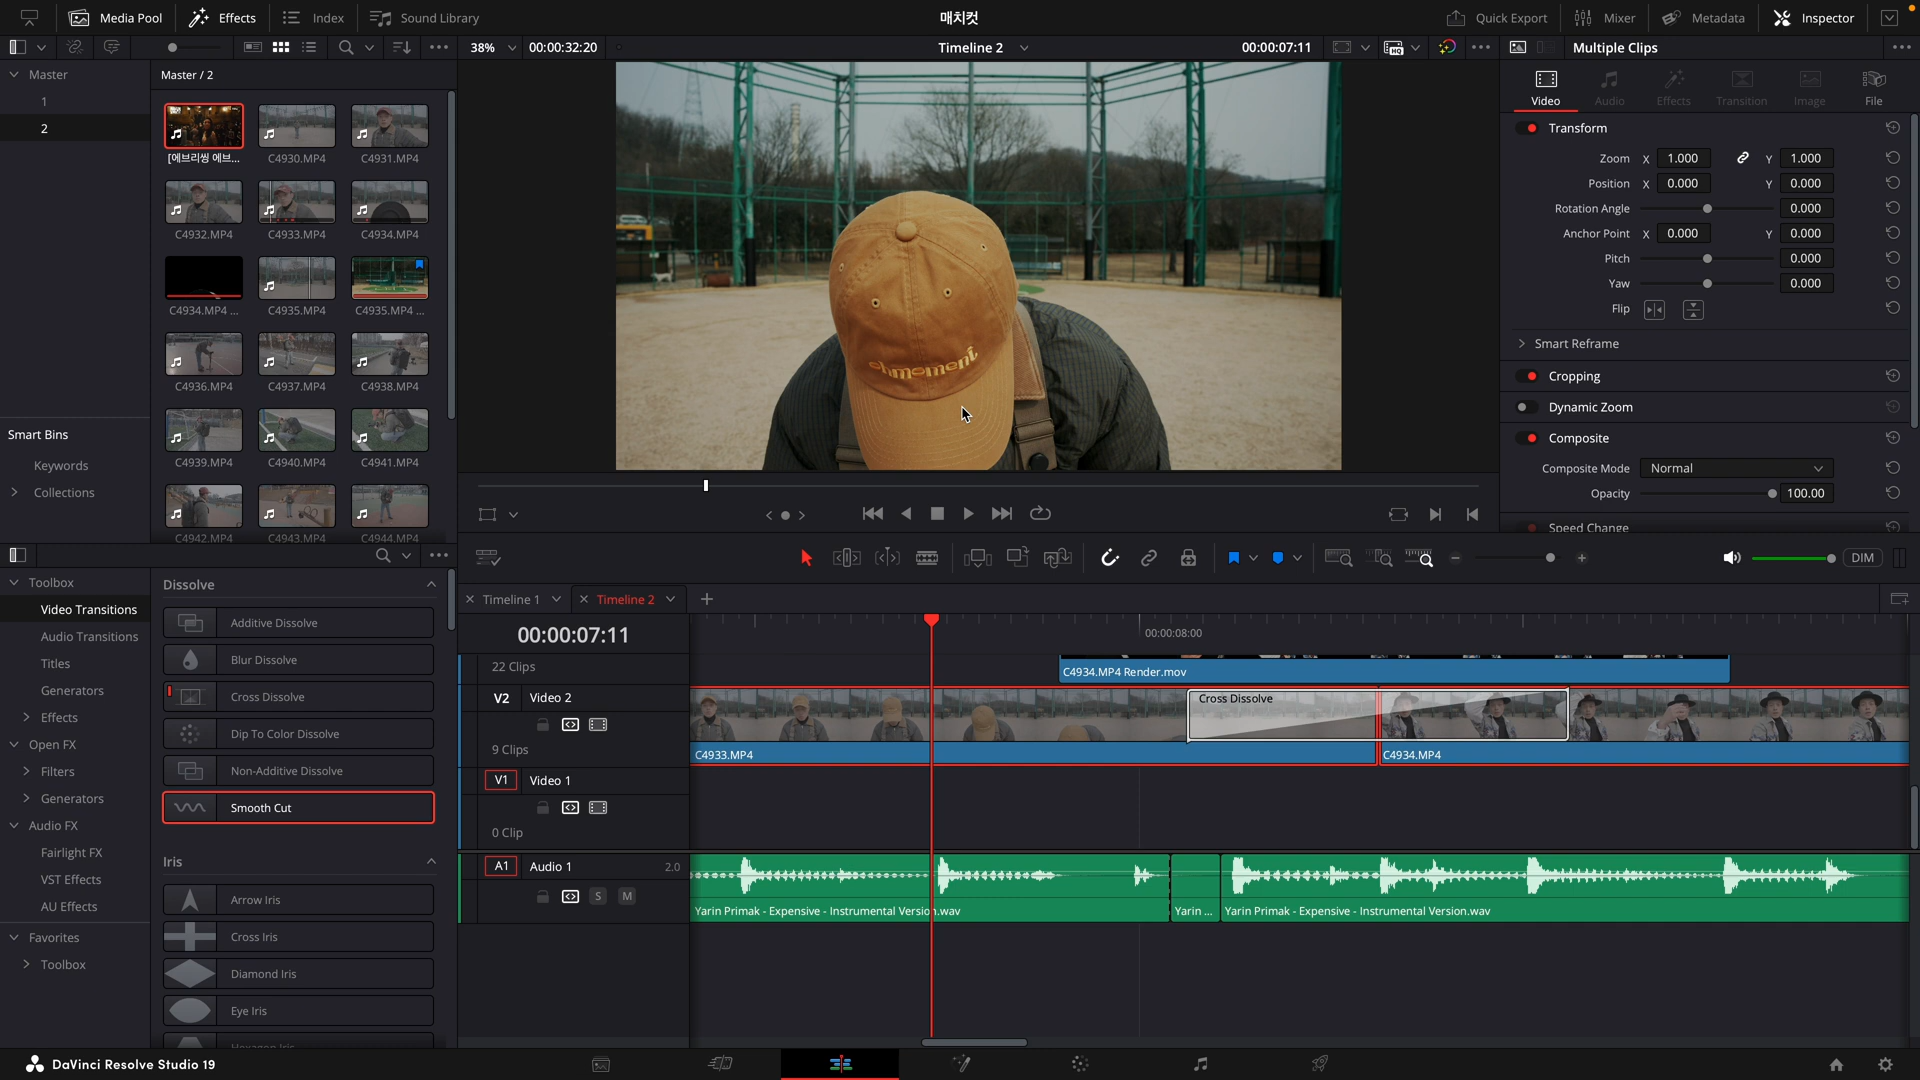 Media Pool
Effects
Index
Sound Library
매치컷
Quick Export
Mixer
Metadata
Inspector
38%
00:00:32:20
Timeline 2
00:00:07:11
Multiple Clips
Master
1
2
Master / 2
[에브리씽 에브...
C4930.MP4
C4931.MP4
C4932.MP4
C4933.MP4
C4934.MP4
C4934.MP4 ...
C4935.MP4
C4935.MP4 ...
C4936.MP4
C4937.MP4
C4938.MP4
C4939.MP4
C4940.MP4
C4941.MP4
C4942.MP4
C4943.MP4
C4944.MP4
Smart Bins
Keywords
Collections
ohmoment
Video
Audio
Effects
Transition
Image
File
Transform
Zoom X 1.000 Y 1.000
Position X 0.000 Y 0.000
Rotation Angle 0.000
Anchor Point X 0.000 Y 0.000
Pitch 0.000
Yaw 0.000
Flip
Smart Reframe
Cropping
Dynamic Zoom
Composite
Composite Mode Normal
Opacity 100.00
Speed Change
DIM
Toolbox
Video Transitions
Audio Transitions
Titles
Generators
Effects
Open FX
Filters
Generators
Audio FX
Fairlight FX
VST Effects
AU Effects
Favorites
Toolbox
Dissolve
Additive Dissolve
Blur Dissolve
Cross Dissolve
Dip To Color Dissolve
Non-Additive Dissolve
Smooth Cut
Iris
Arrow Iris
Cross Iris
Diamond Iris
Eye Iris
Hexagon Iris
Timeline 1
Timeline 2
00:00:07:11
00:00:08:00
22 Clips
C4934.MP4 Render.mov
V2 Video 2
9 Clips
Cross Dissolve
C4933.MP4
C4934.MP4
V1 Video 1
0 Clip
A1 Audio 1 2.0
S M
Yarin Primak - Expensive - Instrumental Version.wav
Yarin ...
Yarin Primak - Expensive - Instrumental Version.wav
DaVinci Resolve Studio 19